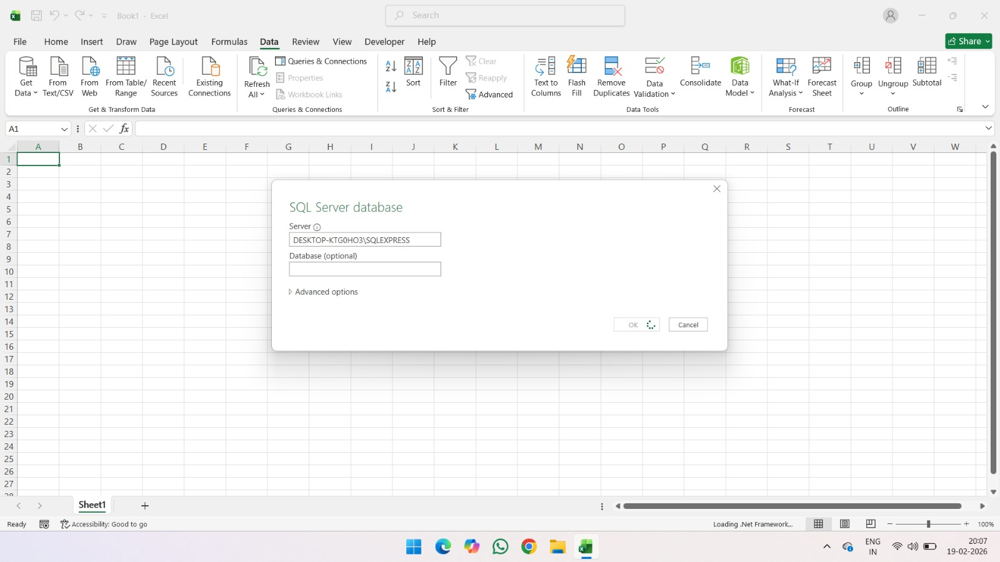 Book1 - Excel
Search
File Home Insert Draw Page Layout Formulas Data Review View Developer Help
Share
Get Data
From Text/CSV
From Web
From Table/ Range
Recent Sources
Existing Connections
Get & Transform Data
Refresh All
Queries & Connections
Properties
Workbook Links
Queries & Connections
A Z
Z A
Z A A Z
Sort
Filter
Clear
Reapply
Advanced
Sort & Filter
Text to Columns
Flash Fill
Remove Duplicates
Data Validation
Consolidate
Data Model
Data Tools
What-If Analysis
Forecast Sheet
Forecast
Group
Ungroup
Subtotal
Outline
A1
fx
A B C D E F G H I J K L M N O P Q R S T U V W
1
2
3
4
5
6
7
8
9
10
11
12
13
14
15
16
17
18
19
20
21
22
23
24
25
26
27
28
SQL Server database
Server
DESKTOP-KTG0HO3\SQLEXPRESS
Database (optional)
Advanced options
OK
Cancel
Sheet1
Ready
Accessibility: Good to go
Loading .Net Framework...
100%
ENG
IN
20:07
19-02-2026